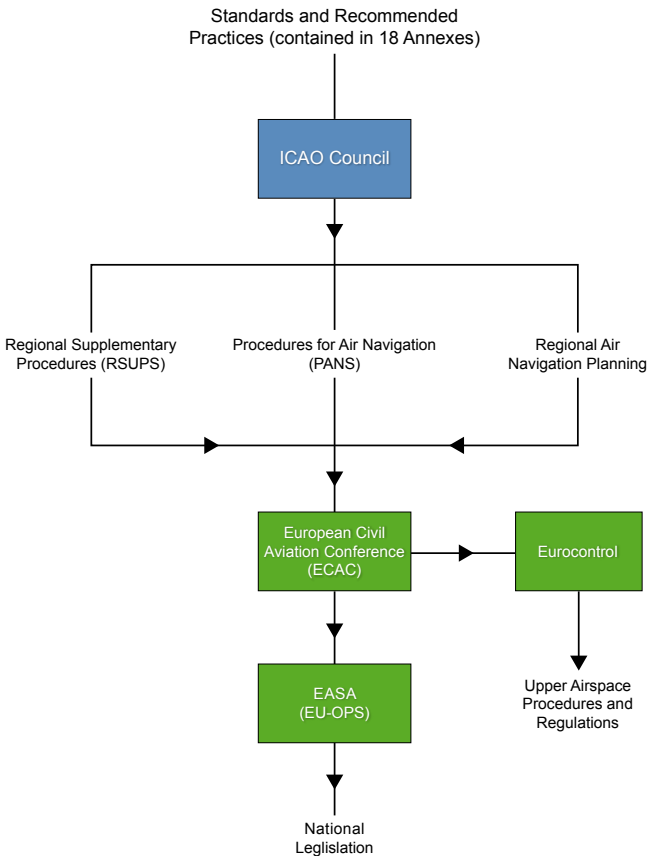 Standards and Recommended
Practices (contained in 18 Annexes)
ICAO Council
Regional Supplementary
Procedures (RSUPS)
Procedures for Air Navigation
(PANS)
Regional Air
Navigation Planning
European Civil
Aviation Conference
(ECAC)
Eurocontrol
EASA
(EU-OPS)
Upper Airspace
Procedures and
Regulations
National
Leglislation